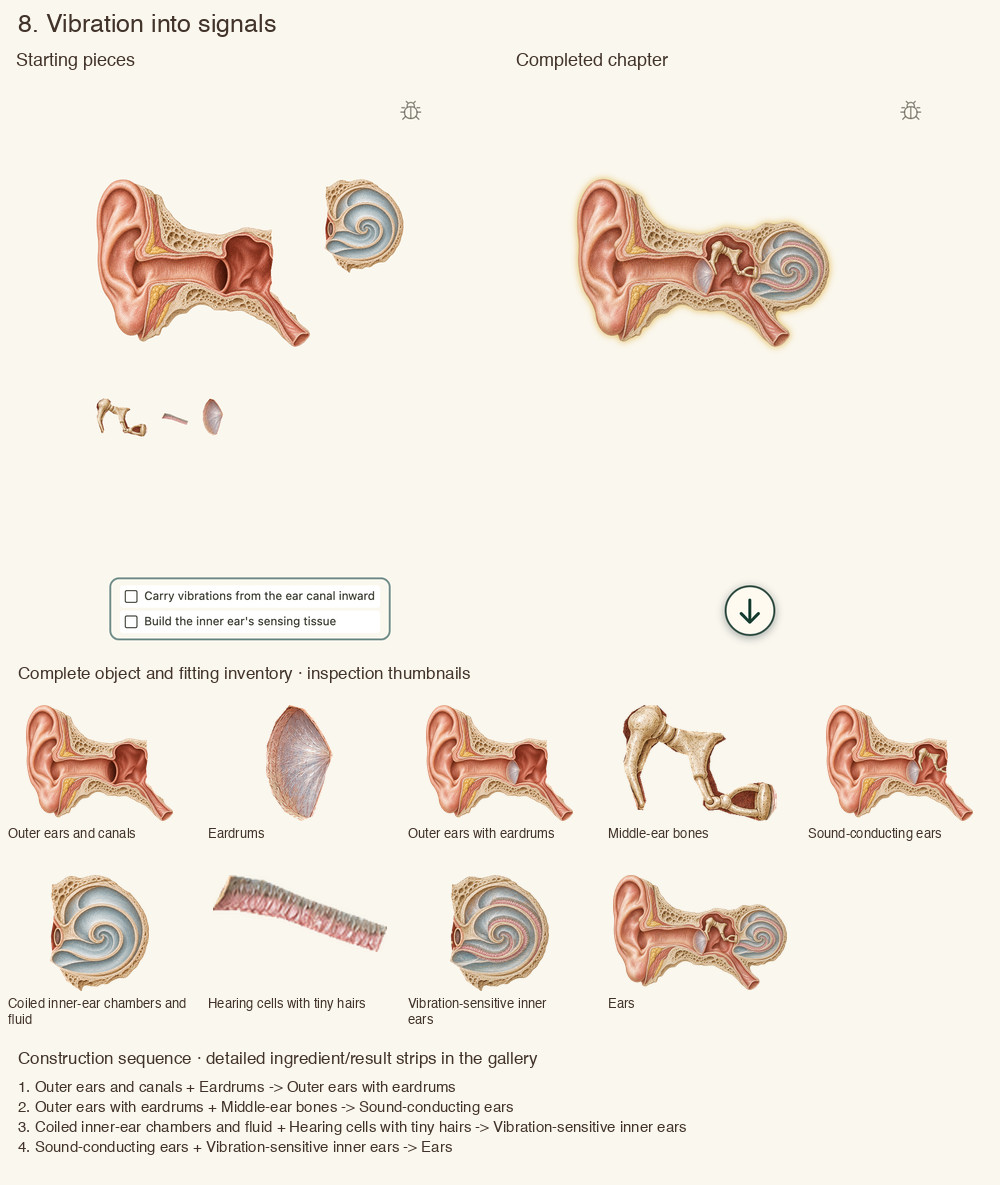 8. Vibration into signals
Starting pieces
Completed chapter
Carry vibrations from the ear canal inward
Build the inner ear's sensing tissue
Complete object and fitting inventory · inspection thumbnails
Outer ears and canals
Eardrums
Outer ears with eardrums
Middle-ear bones
Sound-conducting ears
Coiled inner-ear chambers and
fluid
Hearing cells with tiny hairs
Vibration-sensitive inner
ears
Ears
Construction sequence · detailed ingredient/result strips in the gallery
1. Outer ears and canals + Eardrums -> Outer ears with eardrums
2. Outer ears with eardrums + Middle-ear bones -> Sound-conducting ears
3. Coiled inner-ear chambers and fluid + Hearing cells with tiny hairs -> Vibration-sensitive inner ears
4. Sound-conducting ears + Vibration-sensitive inner ears -> Ears